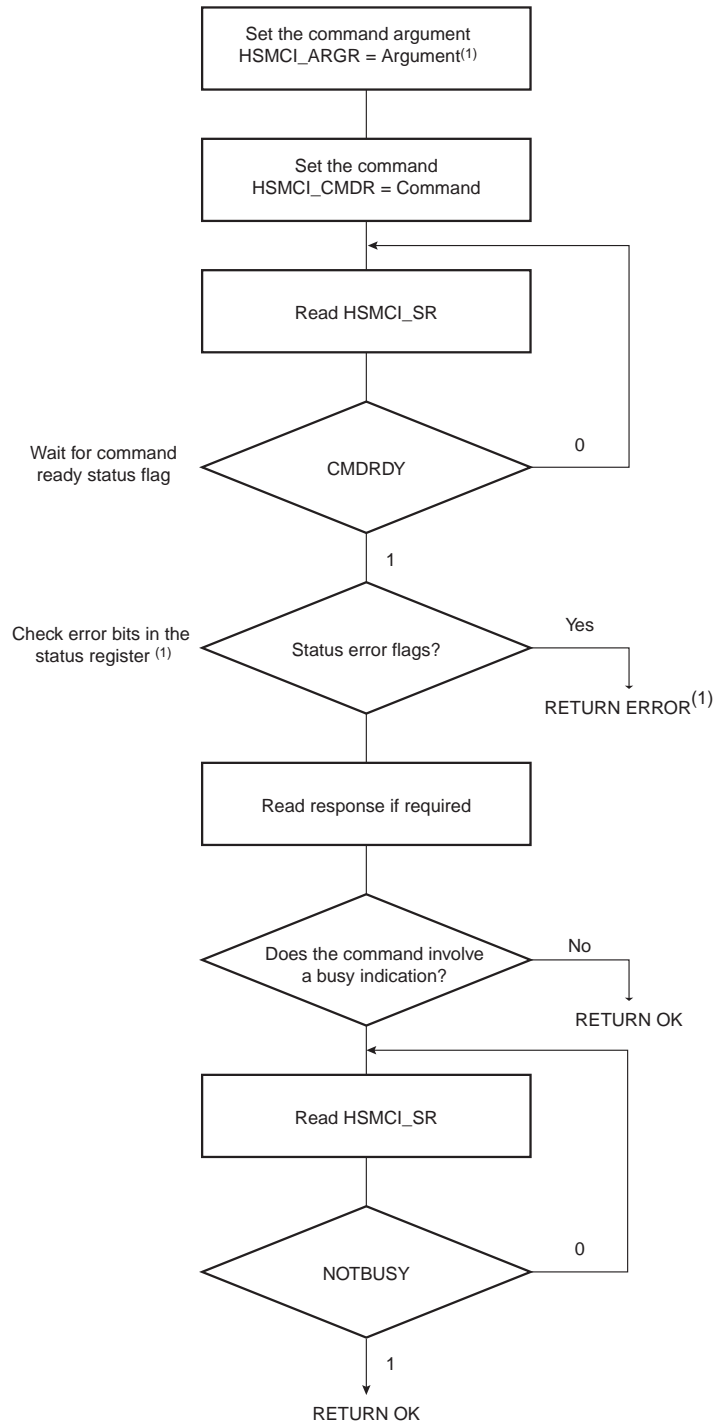 Set the command argument
HSMCI_ARGR = Argument(1)
Set the command
HSMCI_CMDR = Command
Read HSMCI_SR
Wait for command
ready status flag
CMDRDY
0
1
Check error bits in the
status register (1)
Status error flags?
Yes
RETURN ERROR(1)
Read response if required
Does the command involve
a busy indication?
No
RETURN OK
Read HSMCI_SR
NOTBUSY
0
1
RETURN OK